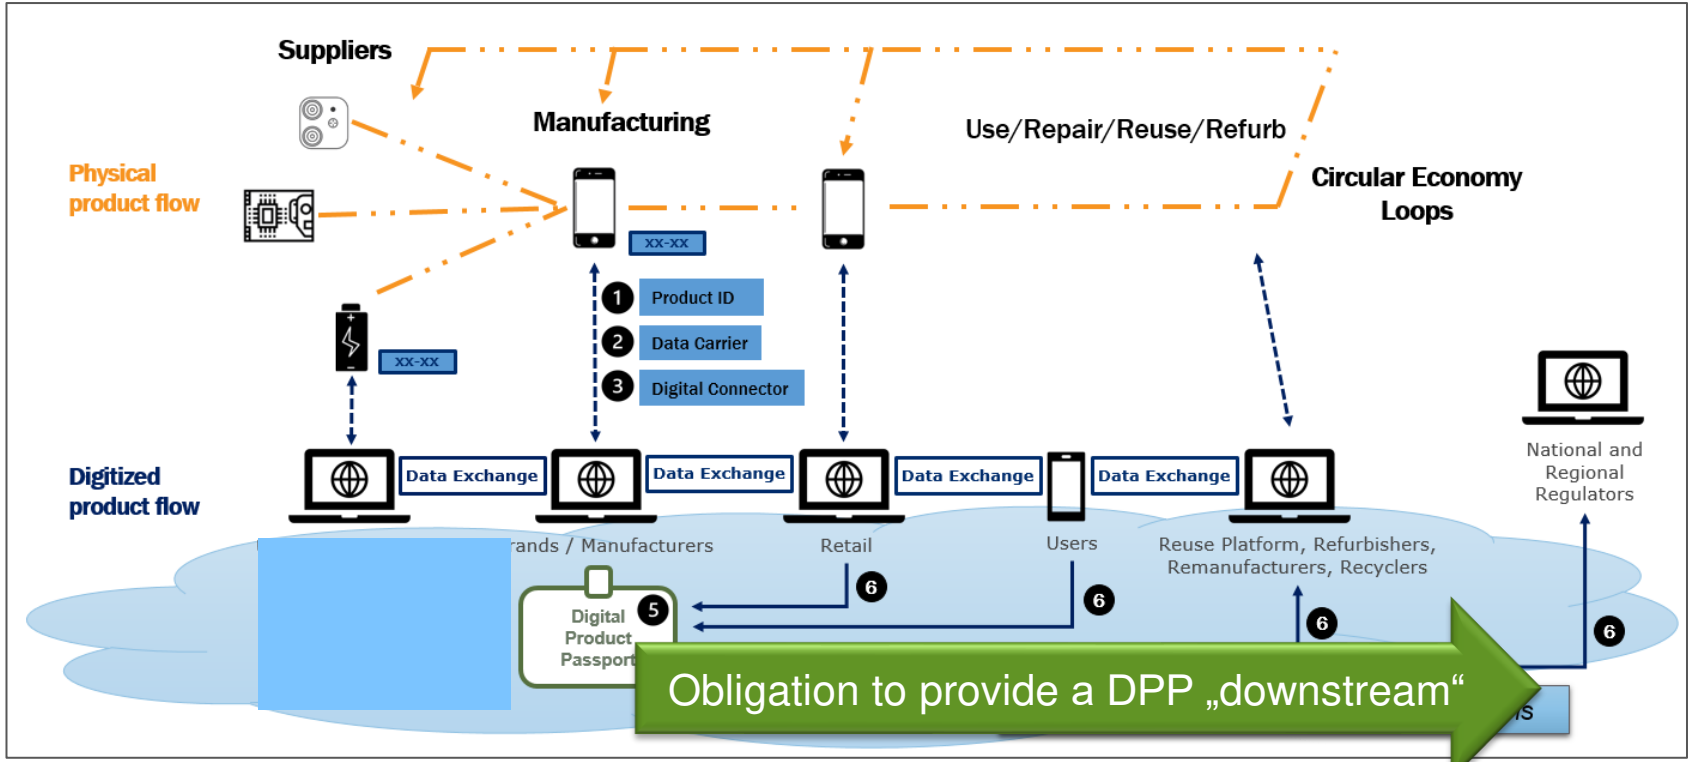 Suppliers
Manufacturing
Use/Repair/Reuse/Refurb
Physical
product flow
Circular Economy
Loops
xx-xx
1 Product ID
2 Data Carrier
xx-xx
3 Digital Connector
Digitized
product flow
Data Exchange
Data Exchange
Data Exchange
Data Exchange
National and
Regional
Regulators
rands / Manufacturers
Retail
Users
Reuse Platform, Refurbishers,
Remanufacturers, Recyclers
6
6
6
6
5
Digital
Product
Passport
Obligation to provide a DPP „downstream“